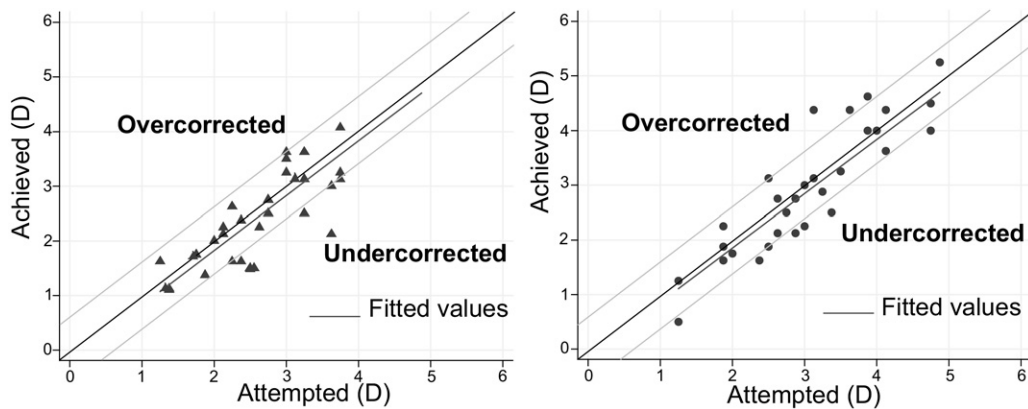 6
5
4
3
2
1
0
Achieved (D)
Overcorrected
Undercorrected
Fitted values
0 1 2 3 4 5 6
Attempted (D)
6
5
4
3
2
1
0
Achieved (D)
Overcorrected
Undercorrected
Fitted values
0 1 2 3 4 5 6
Attempted (D)